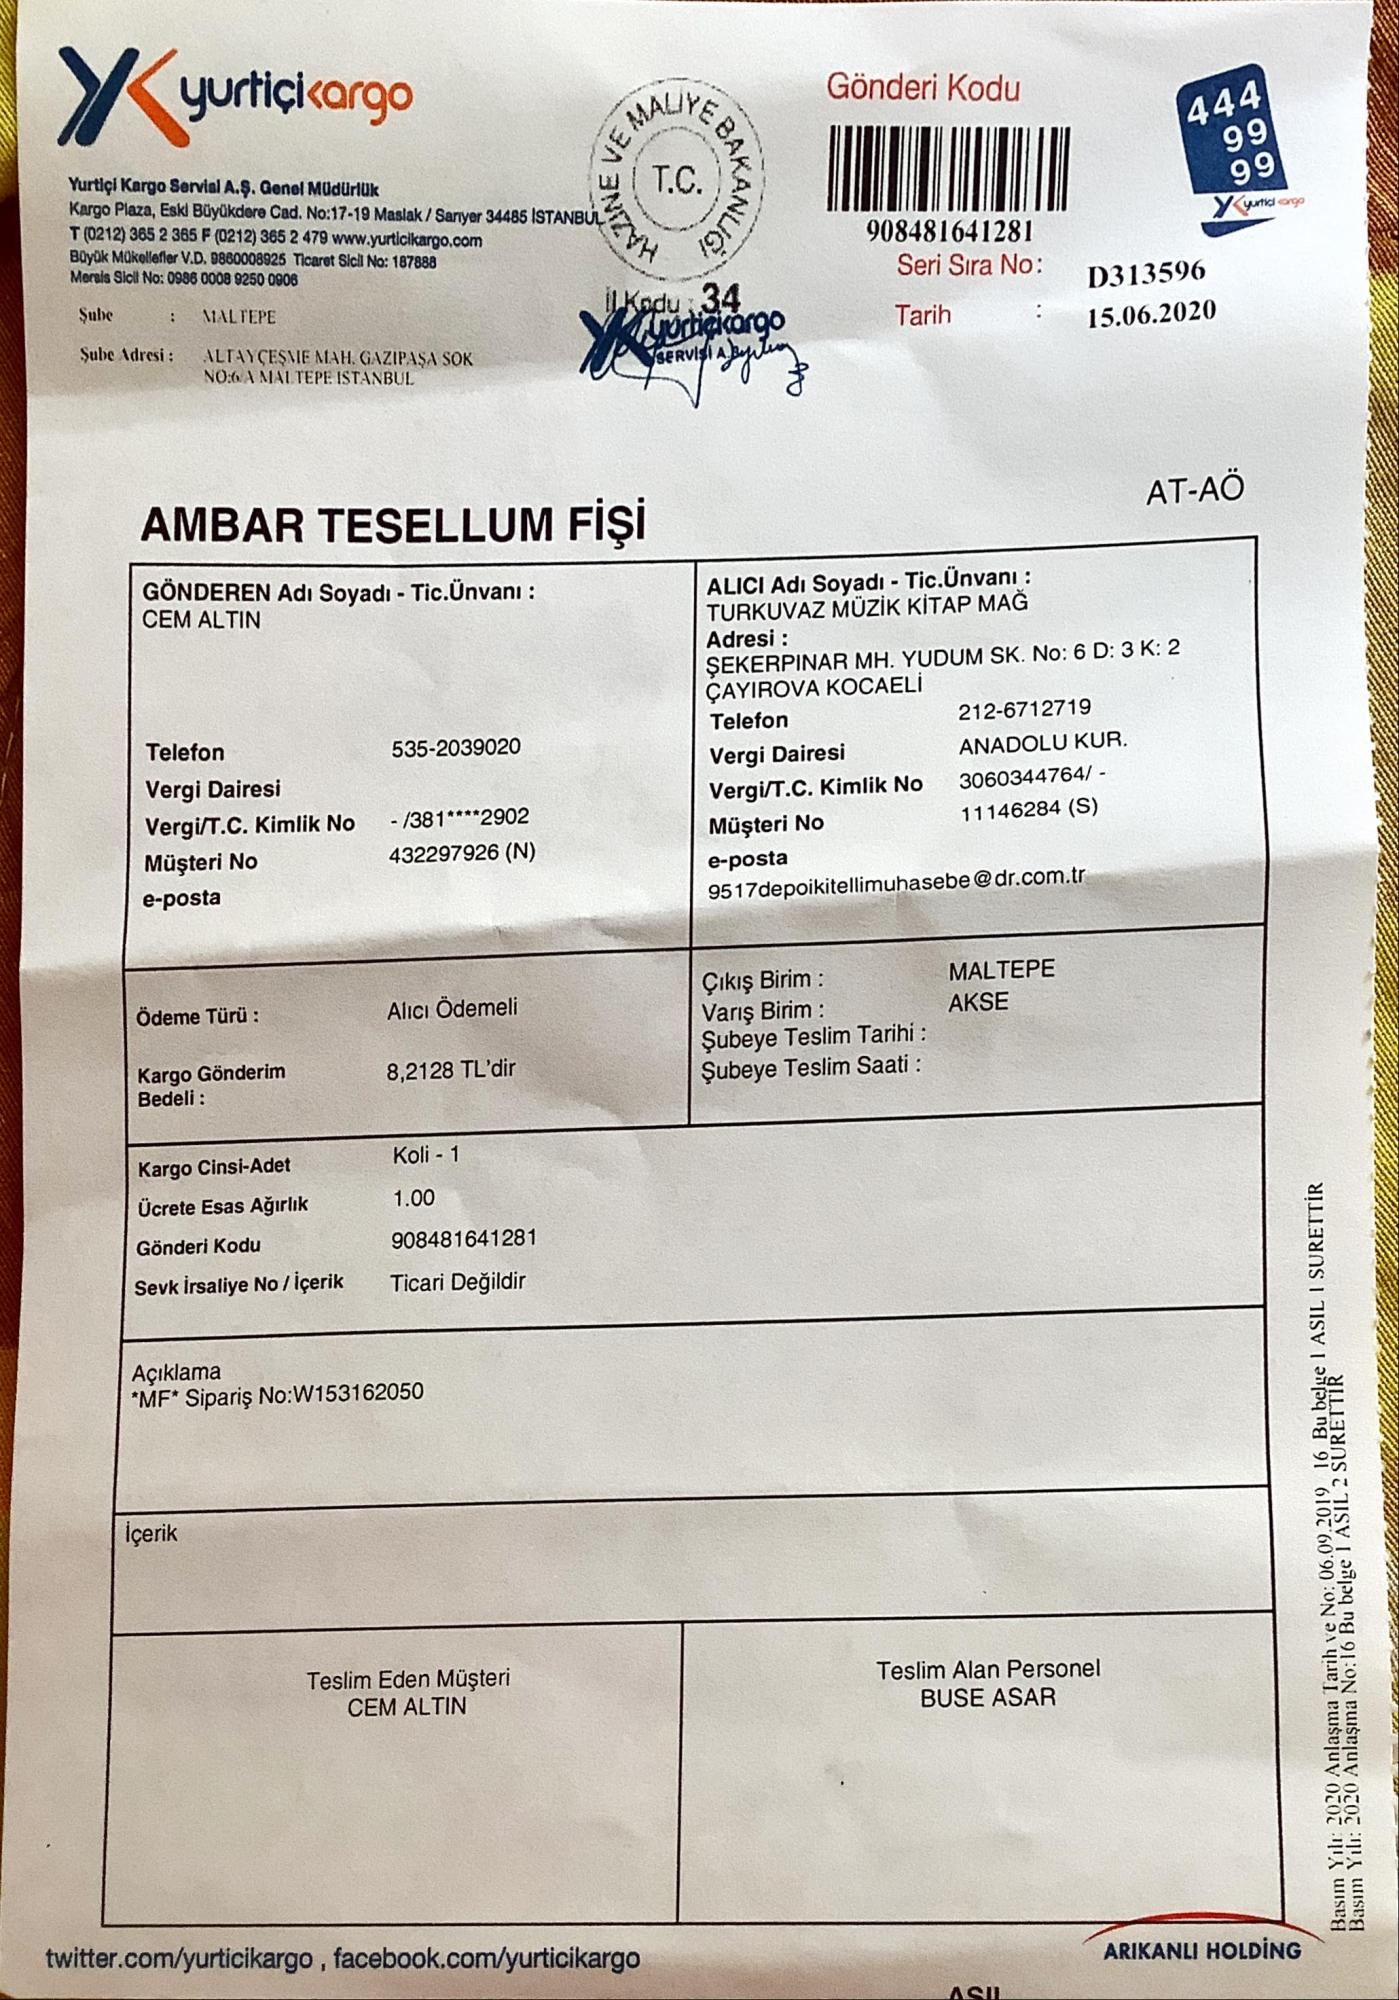 yurtiçi kargo
Yurtiçi Kargo Servisi A.Ş. Genel Müdürlük
Kargo Plaza, Eski Büyükdere Cad. No:17-19 Maslak / Sarıyer 34485 İSTANBUL
T (0212) 365 2 365 F (0212) 365 2 479 www.yurticikargo.com
Büyük Mükellefler V.D. 9860008925 Ticaret Sicil No: 187888
Mersis Sicil No: 0986 0008 9250 0906
Şube : MALTEPE
Şube Adresi : ALTAYÇEŞME MAH. GAZİPAŞA SOK
NO:6/A MALTEPE İSTANBUL
HAZİNE VE MALİYE BAKANLIĞI
T.C.
İl Kodu : 34
yurtiçi kargo
SERVİSİ A.
Gönderi Kodu
908481641281
Seri Sıra No: D313596
Tarih : 15.06.2020
444
99
99
yurtiçi kargo
AT-AÖ
AMBAR TESELLUM FİŞİ
GÖNDEREN Adı Soyadı - Tic.Ünvanı :
CEM ALTIN
Telefon 535-2039020
Vergi Dairesi
Vergi/T.C. Kimlik No - /381****2902
Müşteri No 432297926 (N)
e-posta
ALICI Adı Soyadı - Tic.Ünvanı :
TURKUVAZ MÜZİK KİTAP MAĞ
Adresi :
ŞEKERPINAR MH. YUDUM SK. No: 6 D: 3 K: 2
ÇAYIROVA KOCAELİ
Telefon 212-6712719
Vergi Dairesi ANADOLU KUR.
Vergi/T.C. Kimlik No 3060344764/ -
Müşteri No 11146284 (S)
e-posta
9517depoikitellimuhasebe@dr.com.tr
Ödeme Türü : Alıcı Ödemeli
Kargo Gönderim 8,2128 TL'dir
Bedeli :
Çıkış Birim : MALTEPE
Varış Birim : AKSE
Şubeye Teslim Tarihi :
Şubeye Teslim Saati :
Kargo Cinsi-Adet Koli - 1
Ücrete Esas Ağırlık 1.00
Gönderi Kodu 908481641281
Sevk İrsaliye No / İçerik Ticari Değildir
Açıklama
*MF* Sipariş No:W153162050
İçerik
Teslim Eden Müşteri
CEM ALTIN
Teslim Alan Personel
BUSE ASAR
Basım Yılı: 2020 Anlaşma Tarih ve No: 06.09.2019 16 Bu belge 1 ASIL 1 SURETTİR
Basım Yılı: 2020 Anlaşma No:16 Bu belge 1 ASIL 2 SURETTİR
twitter.com/yurticikargo , facebook.com/yurticikargo
ARIKANLI HOLDİNG
ASIL